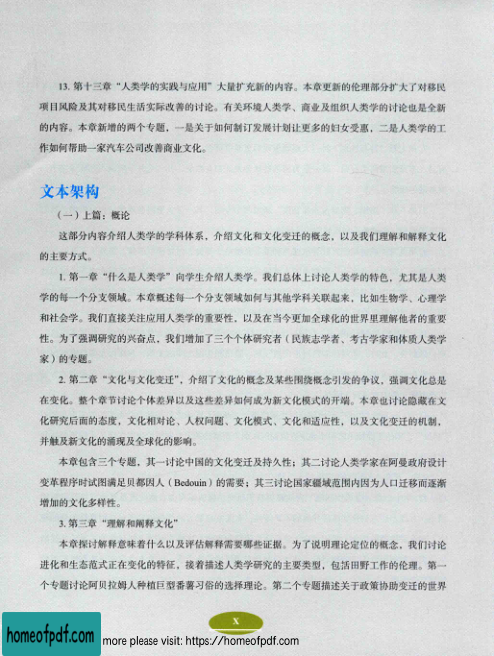 13. 第十三章“人类学的实践与应用”大量扩充新的内容。本章更新的伦理部分扩大了对移民
项目风险及其对移民生活实际改善的讨论。有关环境人类学、商业及组织人类学的讨论也是全新
的内容。本章新增的两个专题，一是关于如何制订发展计划让更多的妇女受惠，二是人类学的工
作如何帮助一家汽车公司改善商业文化。
文本架构
（一）上篇：概论
这部分内容介绍人类学的学科体系，介绍文化和文化变迁的概念，以及我们理解和解释文化
的主要方式。
1. 第一章“什么是人类学”向学生介绍人类学。我们总体上讨论人类学的特色，尤其是人类
学的每一个分支领域。本章概述每一个分支领域如何与其他学科关联起来，比如生物学、心理学
和社会学。我们直接关注应用人类学的重要性，以及在当今更加全球化的世界里理解他者的重要
性。为了强调研究的兴奋点，我们增加了三个个体研究者（民族志学者、考古学家和体质人类学
家）的专题。
2. 第二章“文化与文化变迁”，介绍了文化的概念及某些围绕概念引发的争议，强调文化总是
在变化。整个章节讨论个体差异以及这些差异如何成为新文化模式的开端。本章也讨论隐藏在文
化研究后面的态度，文化相对论、人权问题、文化模式、文化和适应性，以及文化变迁的机制，
并触及新文化的涌现及全球化的影响。
本章包含三个专题，其一讨论中国的文化变迁及持久性；其二讨论人类学家在阿曼政府设计
变革程序时试图满足贝都因人（Bedouin）的需要；其三讨论国家疆域范围内因为人口迁移而逐渐
增加的文化多样性。
3. 第三章“理解和阐释文化”
本章探讨解释意味着什么以及评估解释需要哪些证据。为了说明理论定位的概念，我们讨论
进化和生态范式正在变化的特征，接着描述人类学研究的主要类型，包括田野工作的伦理。第一
个专题讨论阿贝拉姆人种植巨型番薯习俗的选择理论。第二个专题描述关于政策协助变迁的世界
X
homeofpdf.com
more please visit: https://homeofpdf.com